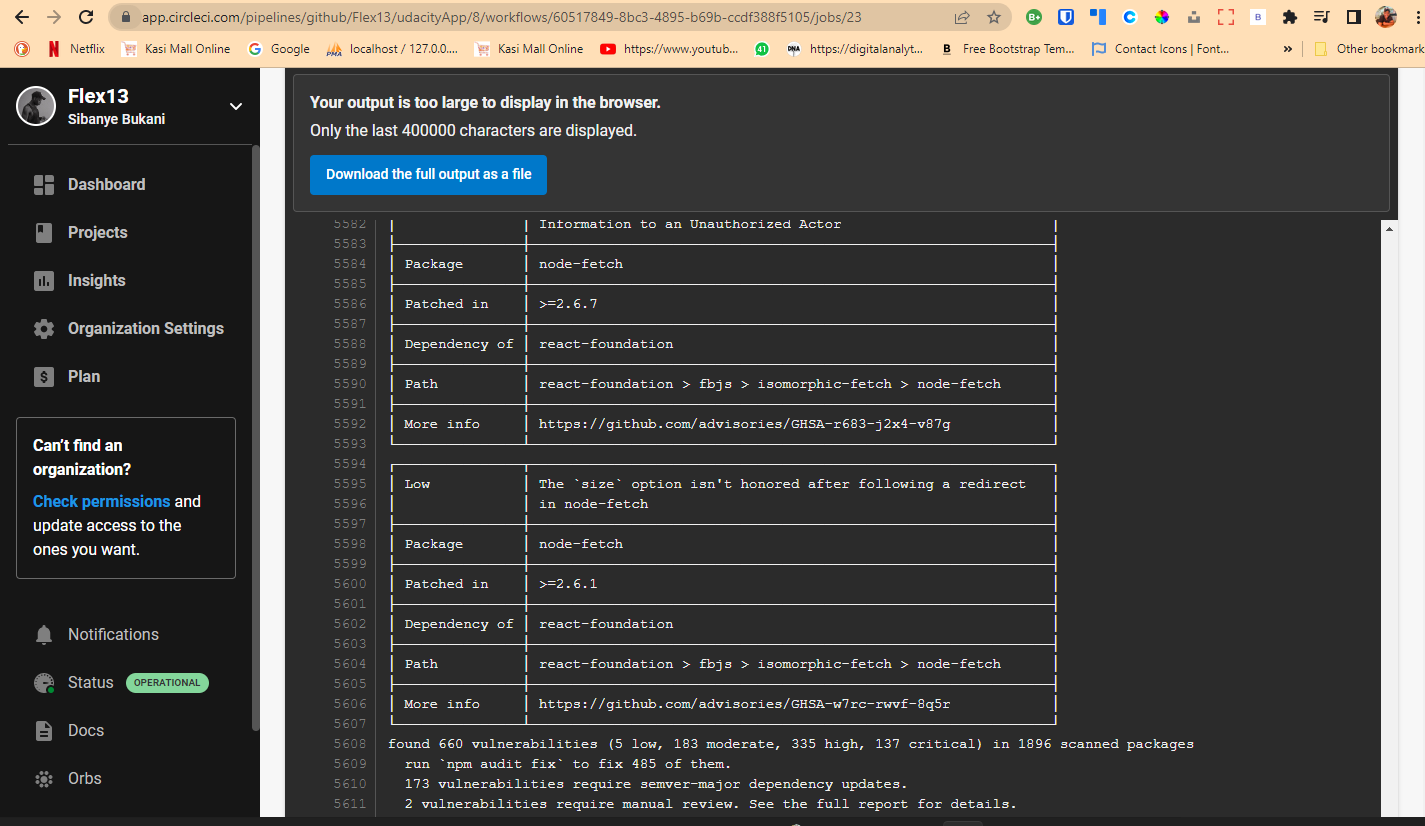 app.circleci.com/pipelines/github/Flex13/udacityApp/8/workflows/60517849-8bc3-4895-b69b-ccdf388f5105/jobs/23
Netflix
Kasi Mall Online
Google
localhost / 127.0.0....
Kasi Mall Online
https://www.youtub...
41
DNA
https://digitalanalyt...
B
Free Bootstrap Tem...
Contact Icons | Font...
»
Other bookmark
Flex13
Sibanye Bukani
Dashboard
Projects
Insights
Organization Settings
Plan
Can't find an
organization?
Check permissions and
update access to the
ones you want.
Notifications
Status OPERATIONAL
Docs
Orbs
Your output is too large to display in the browser.
Only the last 400000 characters are displayed.
Download the full output as a file
5582 Information to an Unauthorized Actor
5583
5584 Package node-fetch
5585
5586 Patched in >=2.6.7
5587
5588 Dependency of react-foundation
5589
5590 Path react-foundation > fbjs > isomorphic-fetch > node-fetch
5591
5592 More info https://github.com/advisories/GHSA-r683-j2x4-v87g
5593
5594
5595 Low The `size` option isn't honored after following a redirect
5596 in node-fetch
5597
5598 Package node-fetch
5599
5600 Patched in >=2.6.1
5601
5602 Dependency of react-foundation
5603
5604 Path react-foundation > fbjs > isomorphic-fetch > node-fetch
5605
5606 More info https://github.com/advisories/GHSA-w7rc-rwvf-8q5r
5607
5608 found 660 vulnerabilities (5 low, 183 moderate, 335 high, 137 critical) in 1896 scanned packages
5609 run `npm audit fix` to fix 485 of them.
5610 173 vulnerabilities require semver-major dependency updates.
5611 2 vulnerabilities require manual review. See the full report for details.